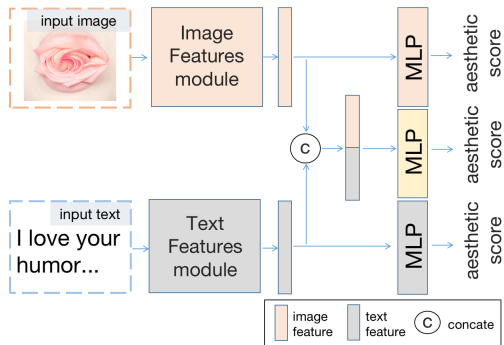 input image
Image
Features
module
MLP
aesthetic
score
C
MLP
aesthetic
score
input text
I love your
humor...
Text
Features
module
MLP
aesthetic
score
image
feature
text
feature
C
concate